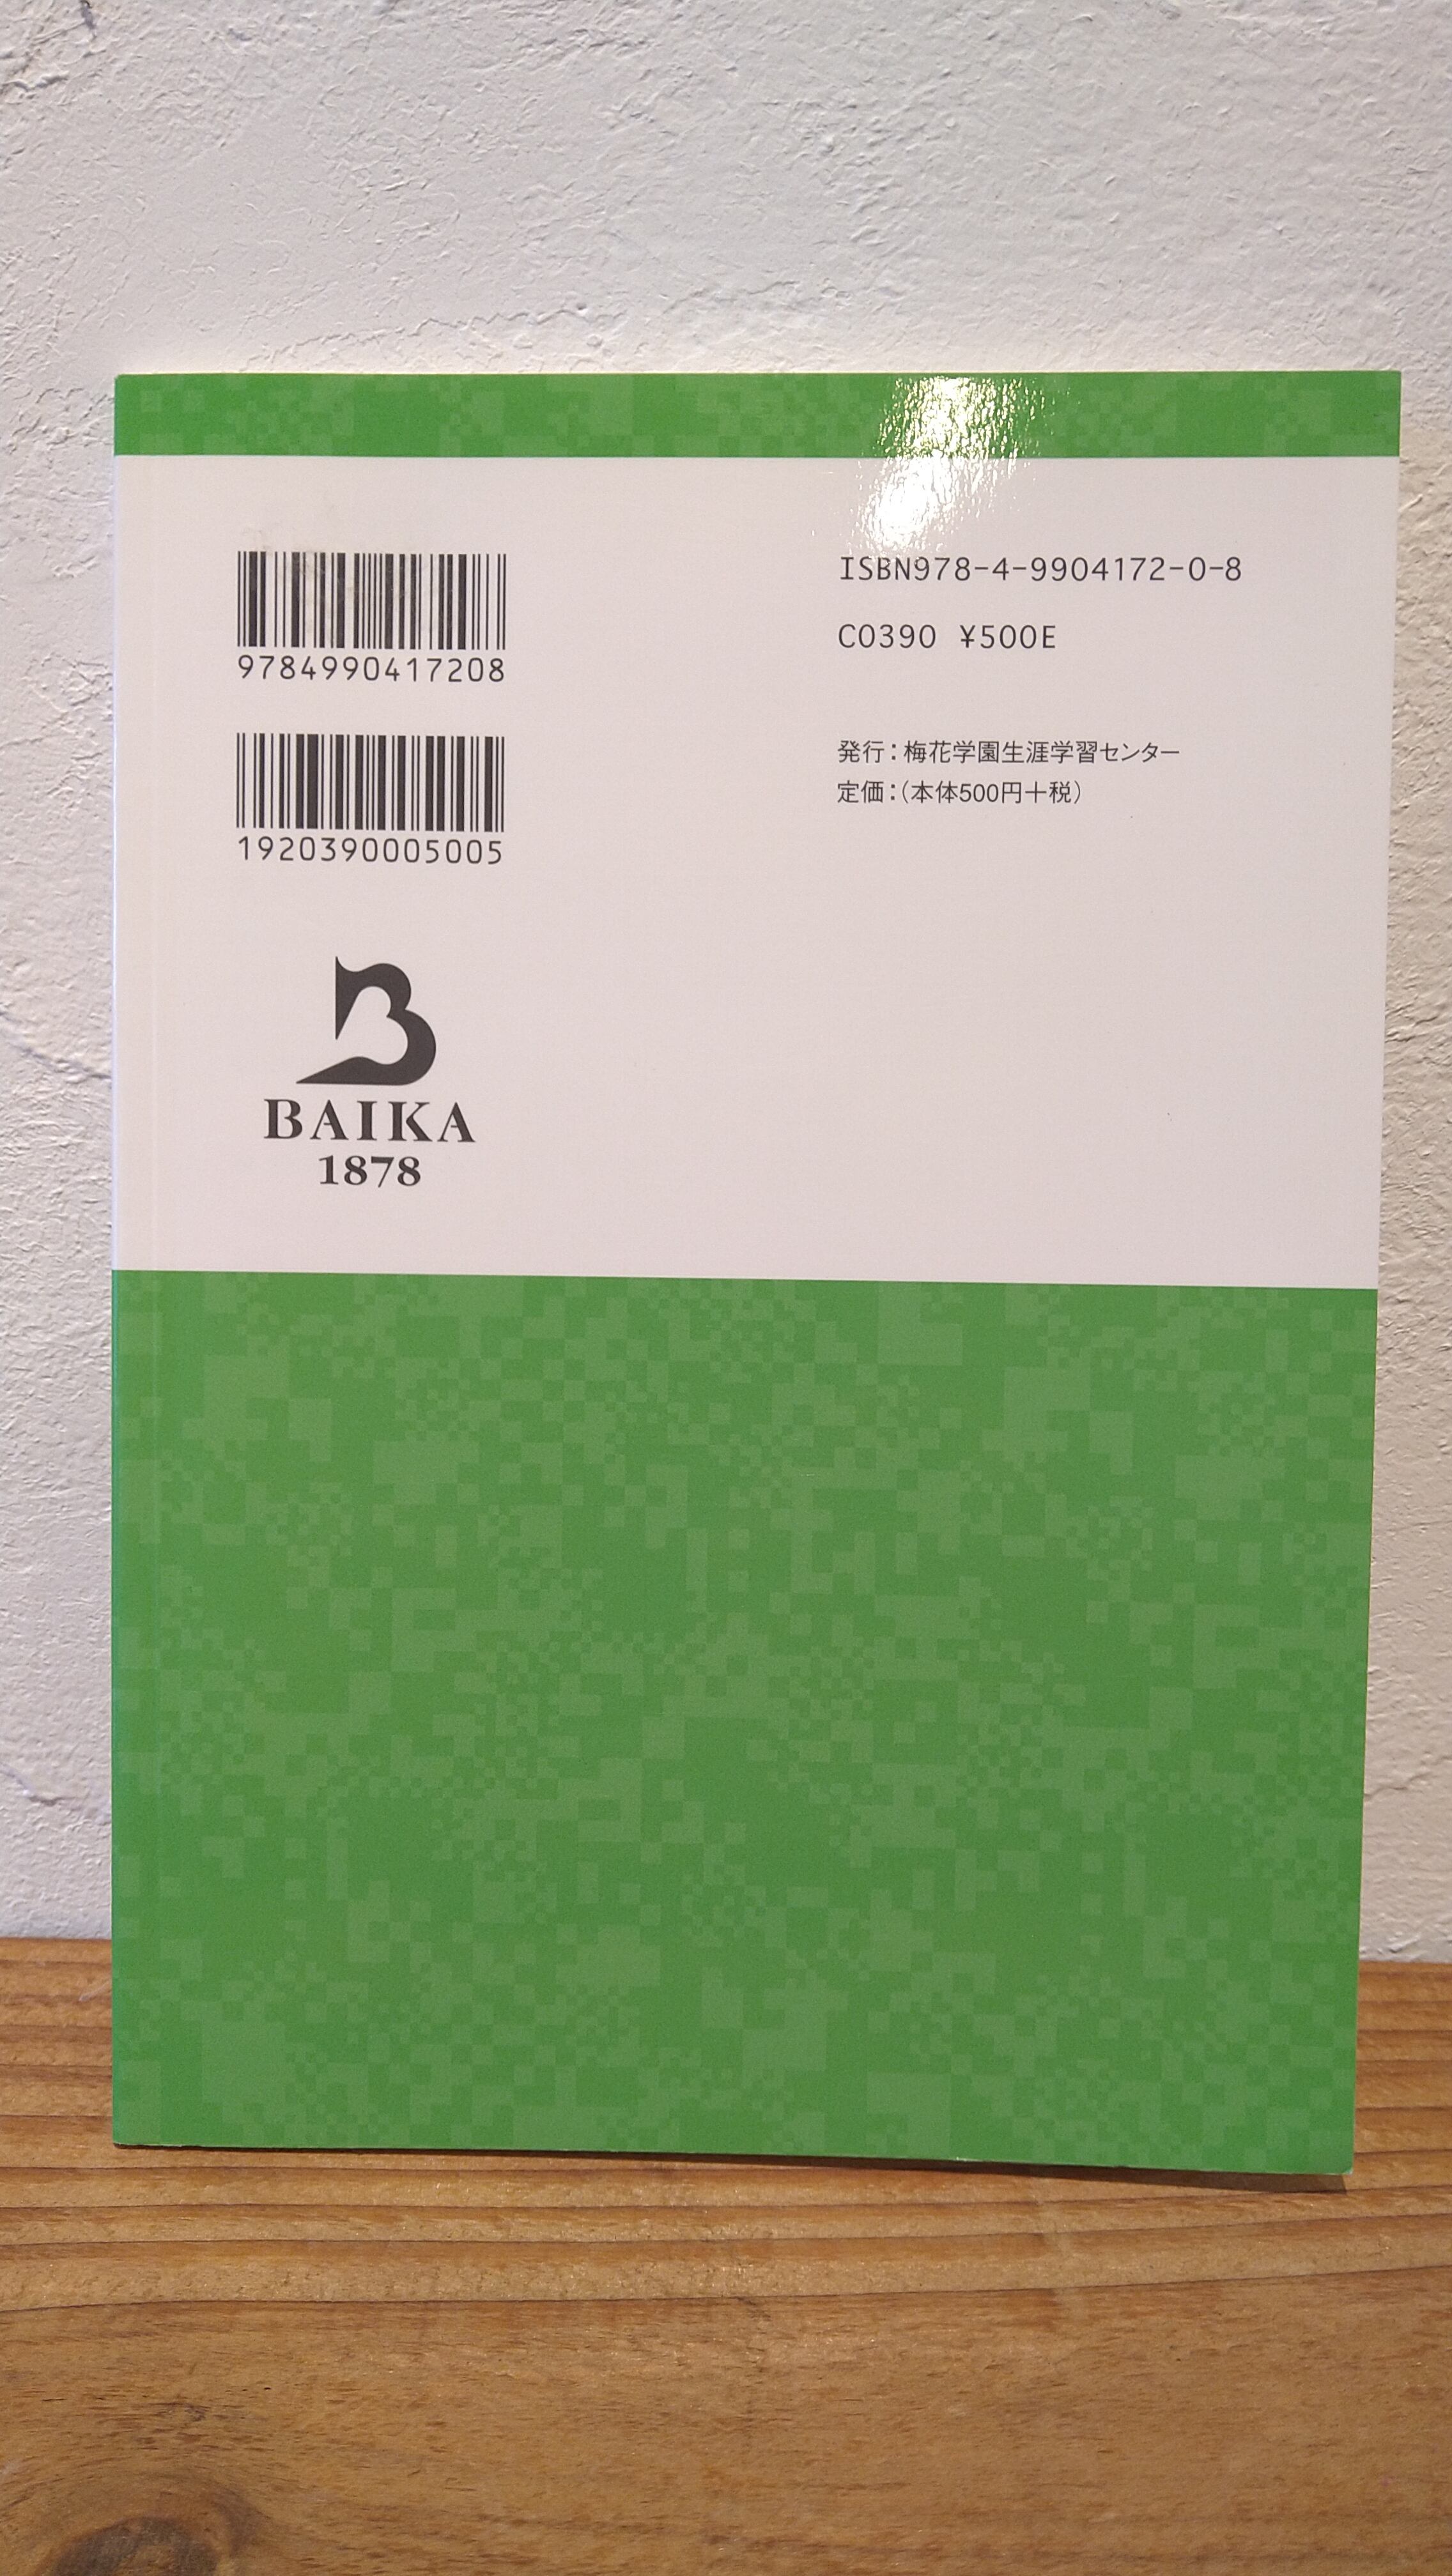 9784990417208
1920390005005
BAIKA
1878
ISBN978-4-9904172-0-8
C0390 ¥500E
発行：梅花学園生涯学習センター
定価：（本体500円＋税）